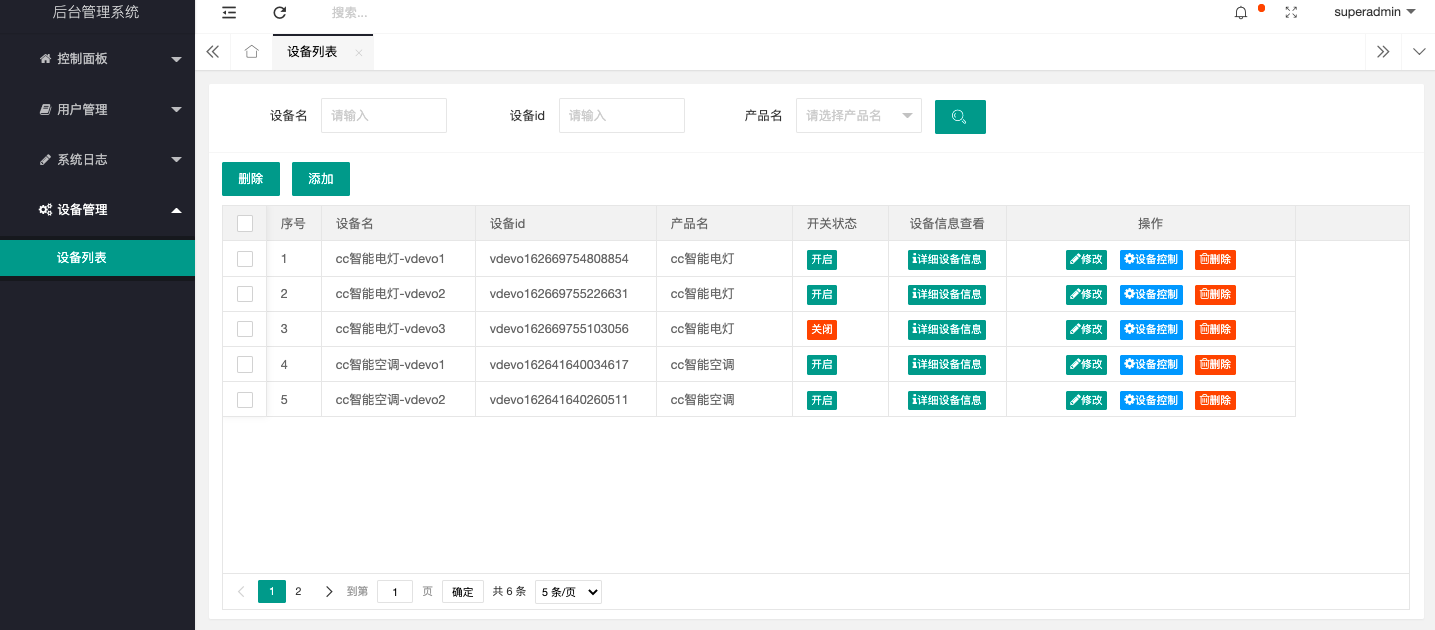 后台管理系统
搜索...
superadmin
控制面板
用户管理
系统日志
设备管理
设备列表
设备列表
设备名 请输入 设备id 请输入 产品名 请选择产品名
删除 添加
序号 设备名 设备id 产品名 开关状态 设备信息查看 操作
1 cc智能电灯-vdevo1 vdevo162669754808854 cc智能电灯 开启 详细设备信息 修改 设备控制 删除
2 cc智能电灯-vdevo2 vdevo162669755226631 cc智能电灯 开启 详细设备信息 修改 设备控制 删除
3 cc智能电灯-vdevo3 vdevo162669755103056 cc智能电灯 关闭 详细设备信息 修改 设备控制 删除
4 cc智能空调-vdevo1 vdevo162641640034617 cc智能空调 开启 详细设备信息 修改 设备控制 删除
5 cc智能空调-vdevo2 vdevo162641640260511 cc智能空调 开启 详细设备信息 修改 设备控制 删除
1 2 到第 1 页 确定 共 6 条 5 条/页